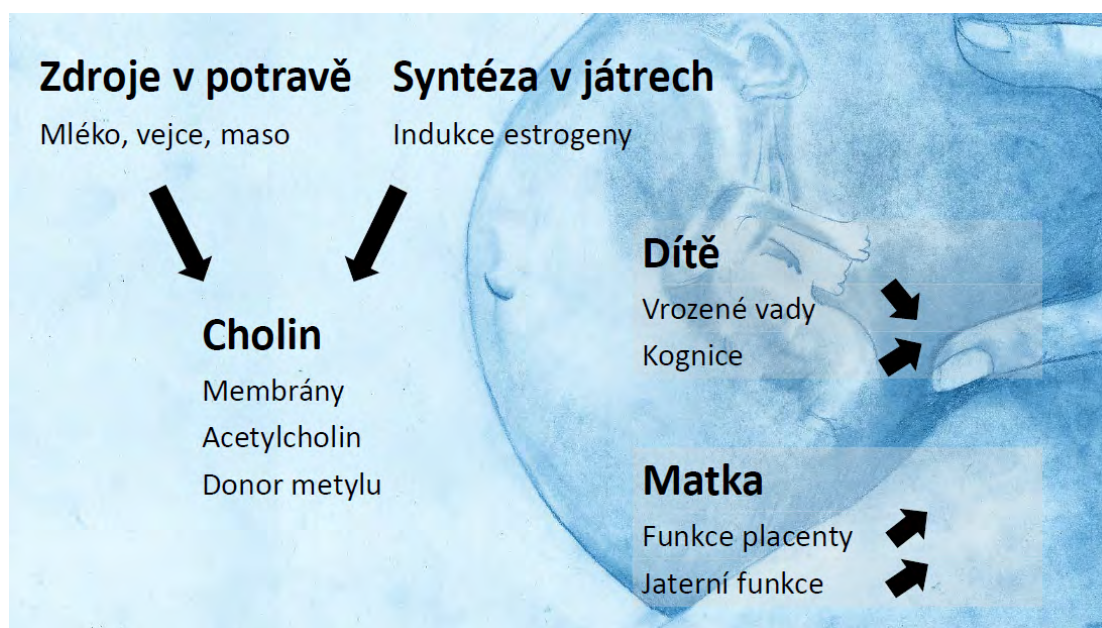 Zdroje v potravě
Mléko, vejce, maso
Syntéza v játrech
Indukce estrogeny
Cholin
Membrány
Acetylcholin
Donor metylu
Dítě
Vrozené vady
Kognice
Matka
Funkce placenty
Jaterní funkce